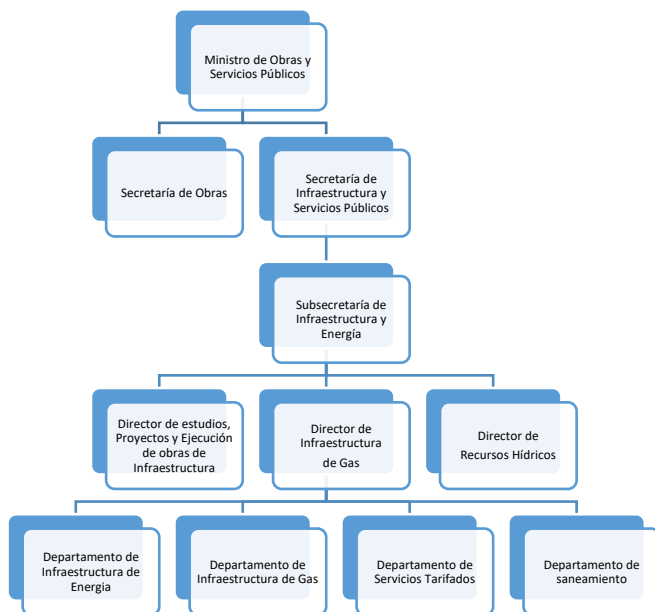 Ministro de Obras y
Servicios Públicos
Secretaría de Obras
Secretaría de
Infraestructura y
Servicios Públicos
Subsecretaría de
Infraestructura y
Energía
Director de estudios,
Proyectos y Ejecución
de obras de
Infraestructura
Director de
Infraestructura
de Gas
Director de
Recursos Hídricos
Departamento de
Infraestructura de
Energia
Departamento de
Infraestructura de Gas
Departamento de
Servicios Tarifados
Departamento de
saneamiento